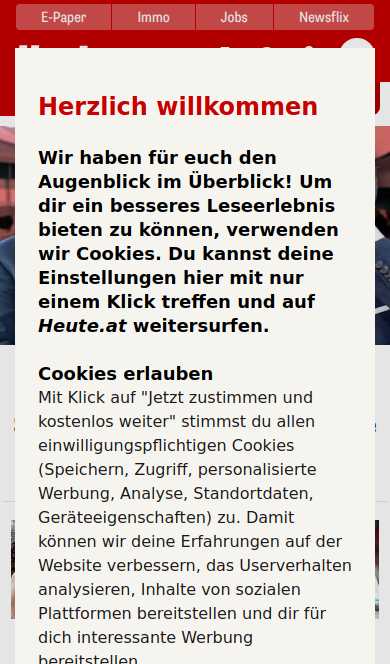 E-Paper
Immo
Jobs
Newsflix
Herzlich willkommen
Wir haben für euch den
Augenblick im Überblick! Um
dir ein besseres Leseerlebnis
bieten zu können, verwenden
wir Cookies. Du kannst deine
Einstellungen hier mit nur
einem Klick treffen und auf
Heute.at weitersurfen.
Cookies erlauben
Mit Klick auf "Jetzt zustimmen und
kostenlos weiter" stimmst du allen
einwilligungspflichtigen Cookies
(Speichern, Zugriff, personalisierte
Werbung, Analyse, Standortdaten,
Geräteeigenschaften) zu. Damit
können wir deine Erfahrungen auf der
Website verbessern, das Userverhalten
analysieren, Inhalte von sozialen
Plattformen bereitstellen und dir für
dich interessante Werbung
bereitstellen